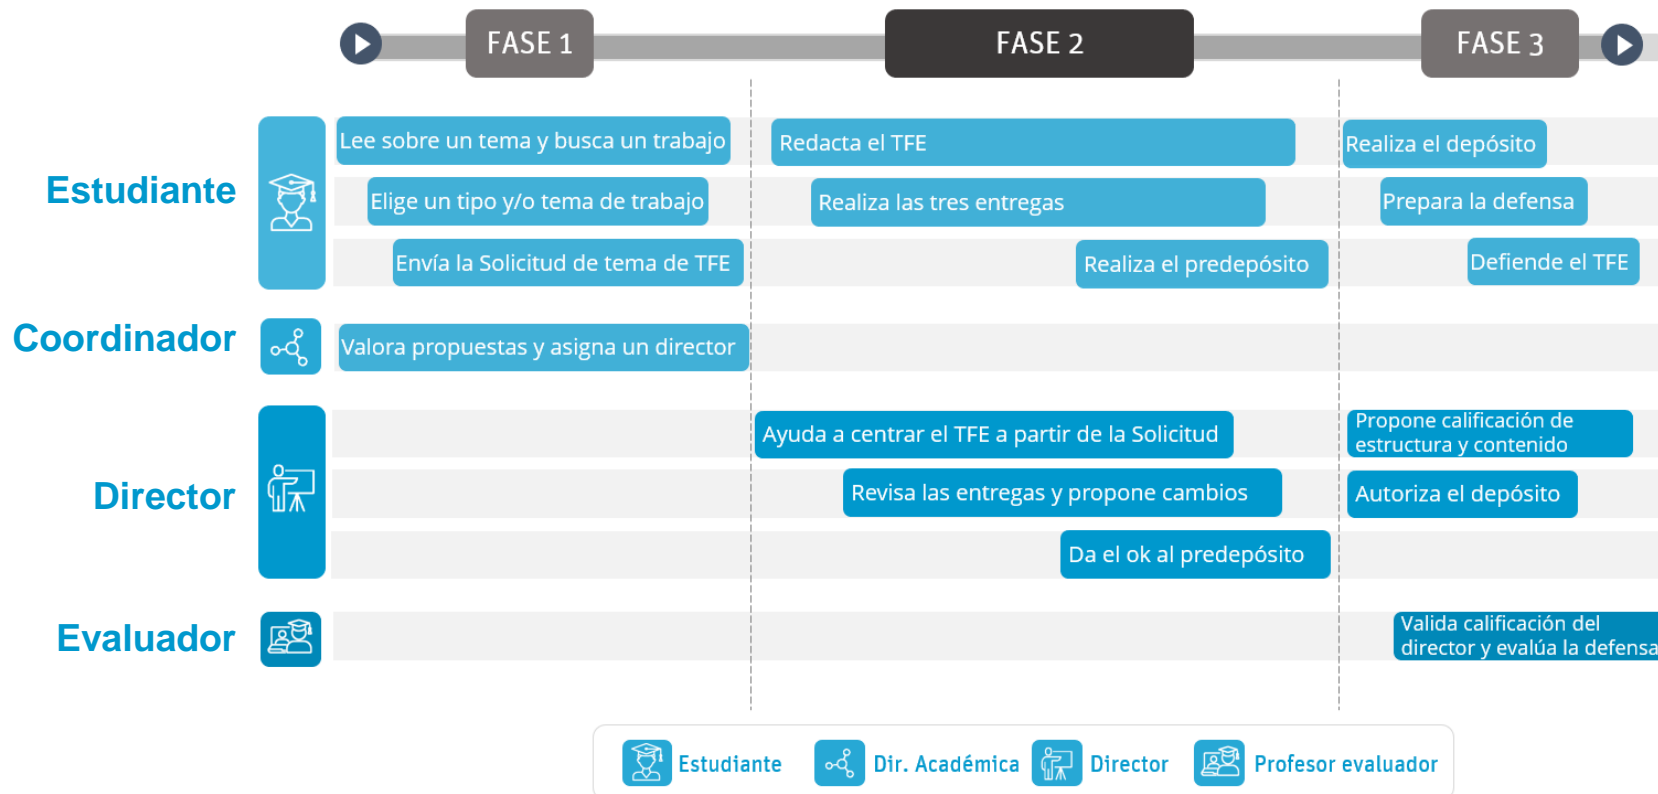 FASE 1
FASE 2
FASE 3
Estudiante
Lee sobre un tema y busca un trabajo
Redacta el TFE
Realiza el depósito
Elige un tipo y/o tema de trabajo
Realiza las tres entregas
Prepara la defensa
Envía la Solicitud de tema de TFE
Realiza el predepósito
Defiende el TFE
Coordinador
Valora propuestas y asigna un director
Director
Ayuda a centrar el TFE a partir de la Solicitud
Propone calificación de
estructura y contenido
Revisa las entregas y propone cambios
Autoriza el depósito
Da el ok al predepósito
Evaluador
Valida calificación del
director y evalúa la defensa
Estudiante
Dir. Académica
Director
Profesor evaluador